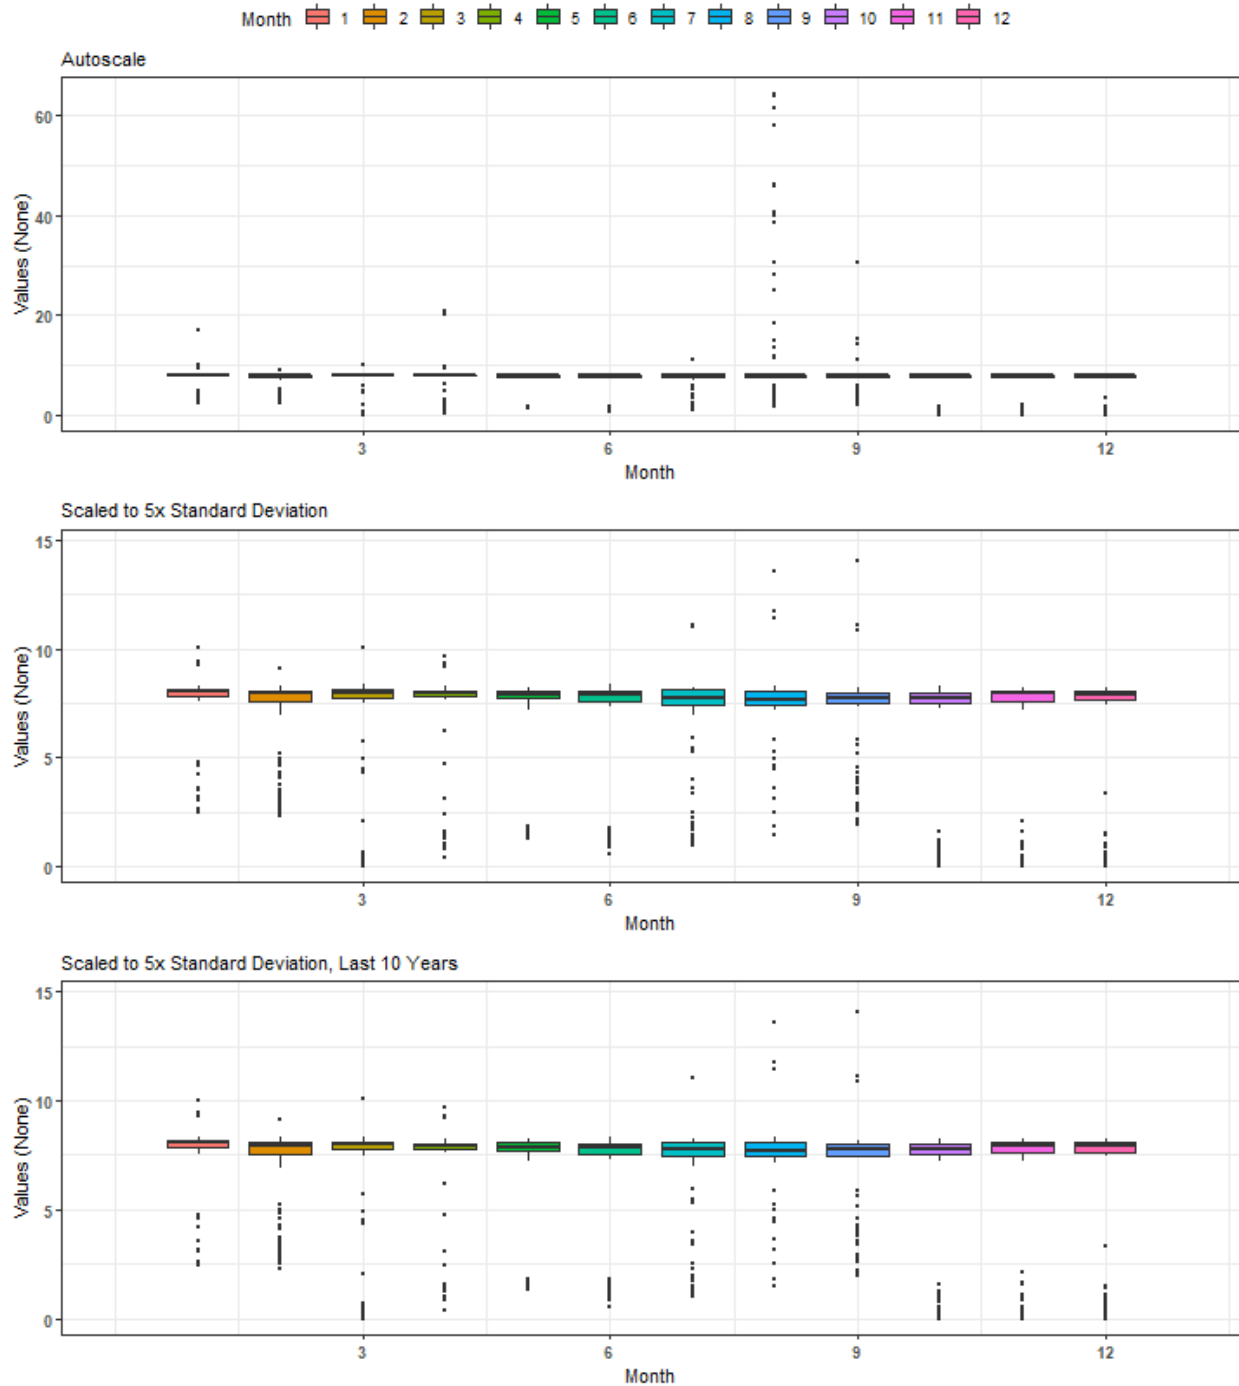 Month 1 2 3 4 5 6 7 8 9 10 11 12
Autoscale
Values (None)
60
40
20
0
3 6 9 12
Month
Scaled to 5x Standard Deviation
Values (None)
15
10
5
0
3 6 9 12
Month
Scaled to 5x Standard Deviation, Last 10 Years
Values (None)
15
10
5
0
3 6 9 12
Month